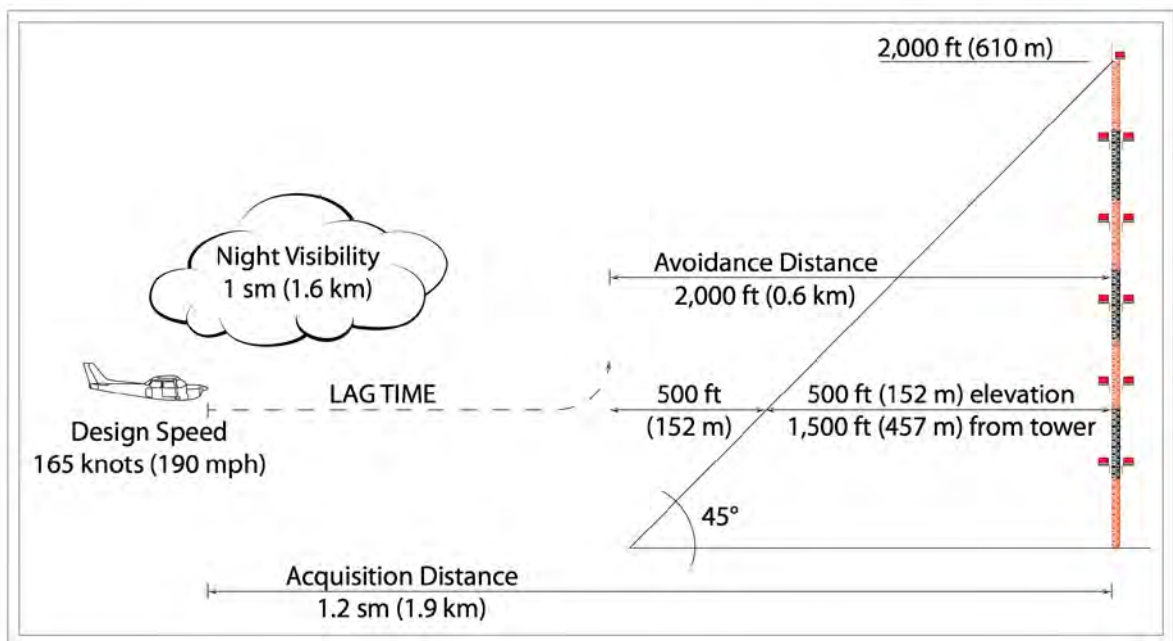 2,000 ft (610 m)
Night Visibility
1 sm (1.6 km)
Avoidance Distance
2,000 ft (0.6 km)
LAG TIME
500 ft
(152 m)
500 ft (152 m) elevation
1,500 ft (457 m) from tower
Design Speed
165 knots (190 mph)
45°
Acquisition Distance
1.2 sm (1.9 km)